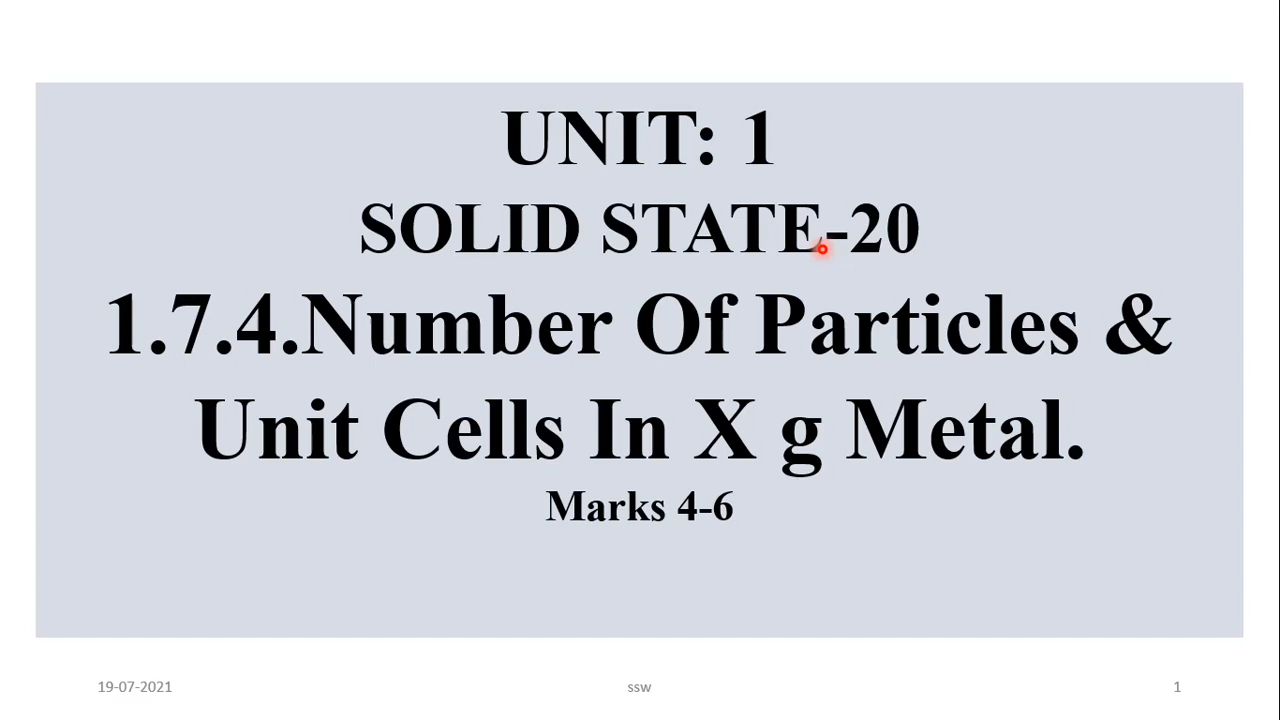 UNIT: 1
SOLID STATE-20
1.7.4.Number Of Particles &
Unit Cells In X g Metal.
Marks 4-6
19-07-2021
ssw
1